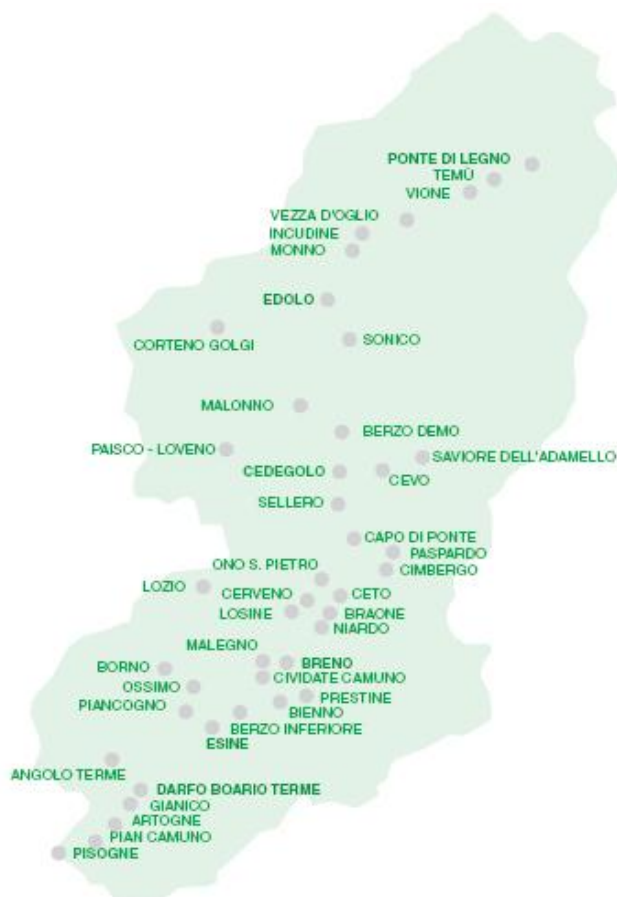 PONTE DI LEGNO
TEMÙ
VIONE
VEZZA D'OGLIO
INCUDINE
MONNO
EDOLO
CORTENO GOLGI
SONICO
MALONNO
BERZO DEMO
PAISCO - LOVENO
SAVIORE DELL'ADAMELLO
CEDEGOLO
CEVO
SELLERO
CAPO DI PONTE
PASPARDO
ONO S. PIETRO
CIMBERGO
LOZIO
CERVENO
CETO
LOSINE
BRAONE
NIARDO
MALEGNO
BORNO
BRENO
CIVIDATE CAMUNO
OSSIMO
PRESTINE
PIANCOGNO
BIENNO
BERZO INFERIORE
ESINE
ANGOLO TERME
DARFO BOARIO TERME
GIANICO
ARTOGNE
PIAN CAMUNO
PISOGNE